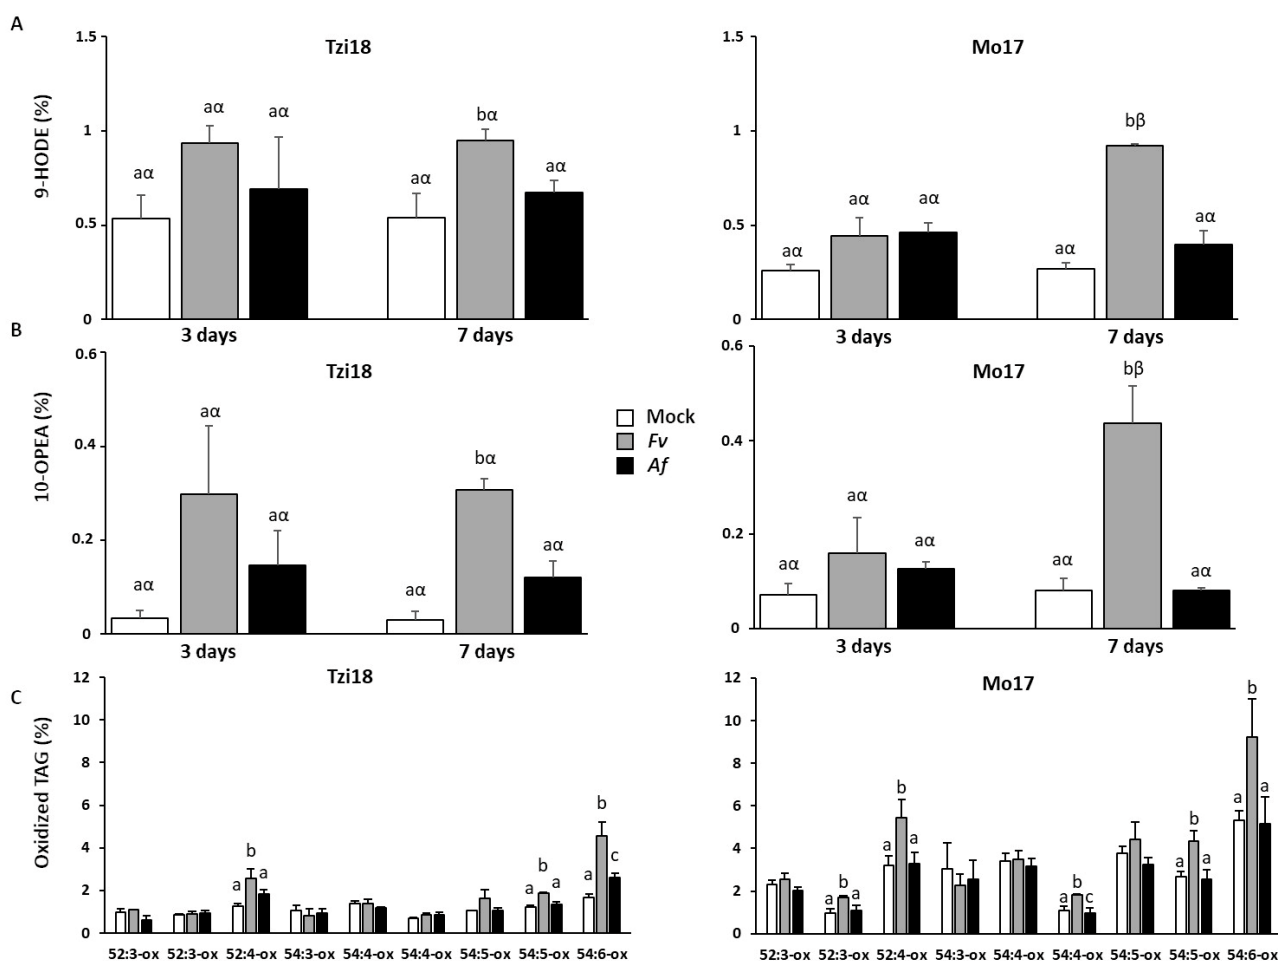 A
Tzi18
Mo17
9-HODE (%)
1.5
1
0.5
0
aα aα aα aα bα aα
3 days 7 days
1.5
1
0.5
0
aα aα aα aα bβ aα
3 days 7 days
B
Tzi18
Mo17
10-OPEA (%)
0.6
0.4
0.2
0
aα aα aα aα bα aα
3 days 7 days
Mock
Fv
Af
0.6
0.4
0.2
0
aα aα aα aα bβ aα
3 days 7 days
C
Tzi18
Mo17
Oxidized TAG (%)
12
10
8
6
4
2
0
a b a a b a a b c
52:3-ox 52:3-ox 52:4-ox 54:3-ox 54:4-ox 54:4-ox 54:5-ox 54:5-ox 54:6-ox
12
10
8
6
4
2
0
a b a a b a a b c a b a a b a
52:3-ox 52:3-ox 52:4-ox 54:3-ox 54:4-ox 54:4-ox 54:5-ox 54:5-ox 54:6-ox